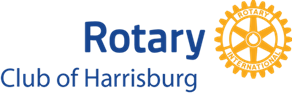 Rotary
Club of Harrisburg
ROTARY
INTERNATIONAL